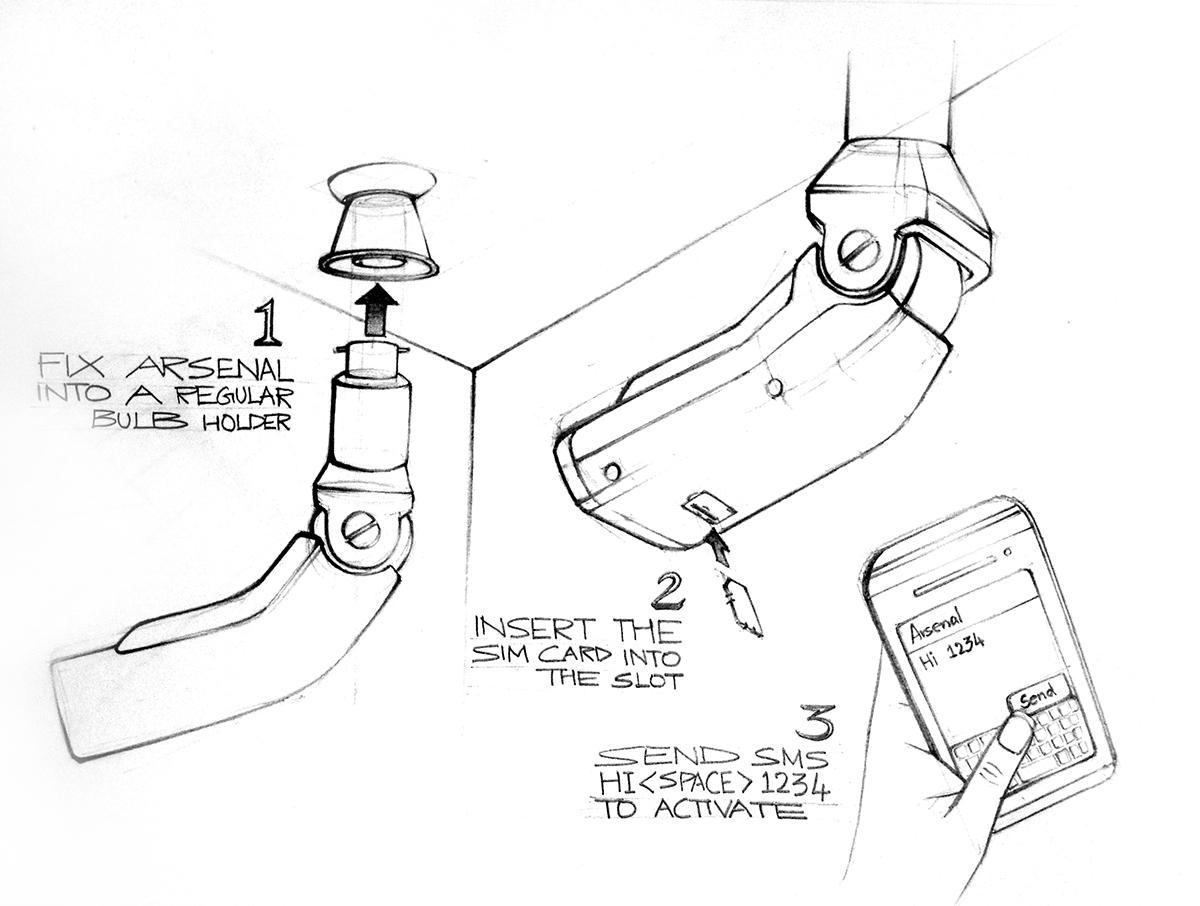 1
FIX ARSENAL
INTO A REGULAR
BULB HOLDER
2
INSERT THE
SIM CARD INTO
THE SLOT
3
SEND SMS
HI<SPACE>1234
TO ACTIVATE
Arsenal
Hi 1234
Send